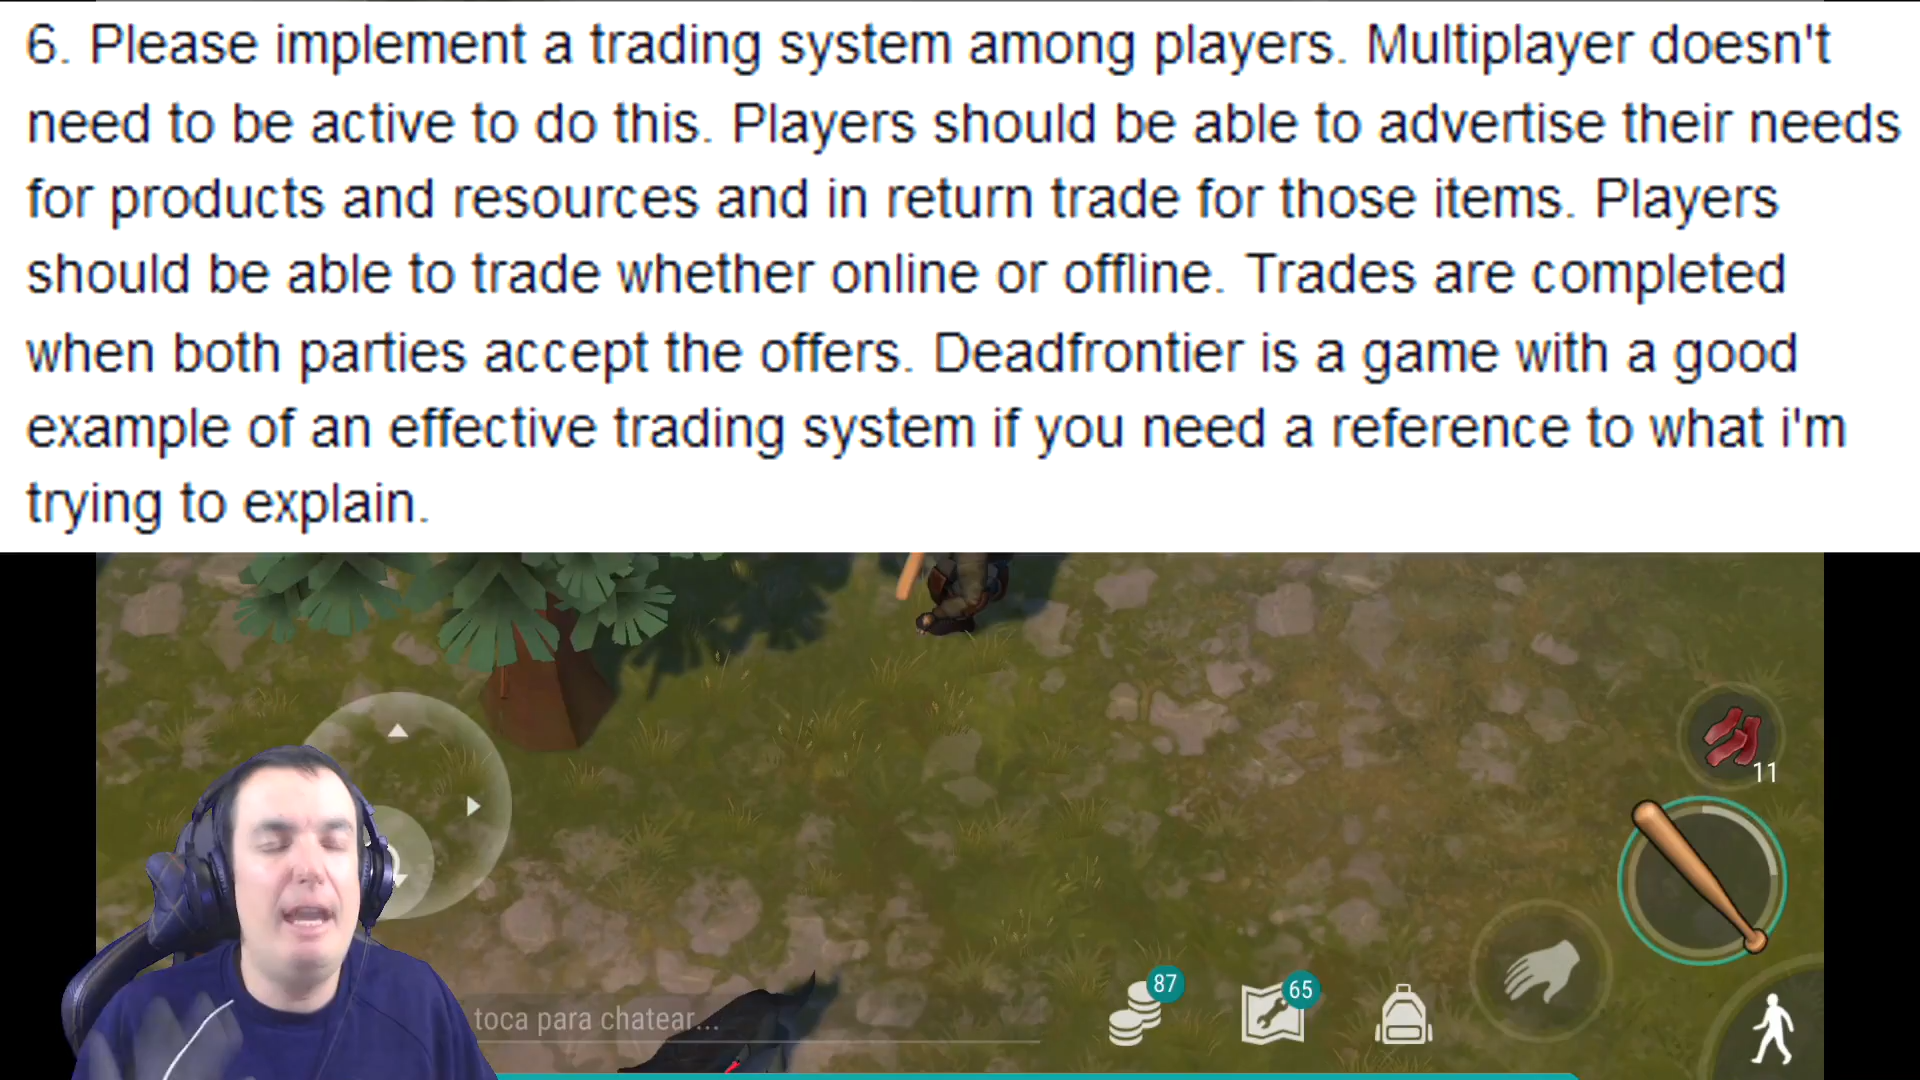 6. Please implement a trading system among players. Multiplayer doesn't
need to be active to do this. Players should be able to advertise their needs
for products and resources and in return trade for those items. Players
should be able to trade whether online or offline. Trades are completed
when both parties accept the offers. Deadfrontier is a game with a good
example of an effective trading system if you need a reference to what i'm
trying to explain.
11
87
65
toca para chatear...